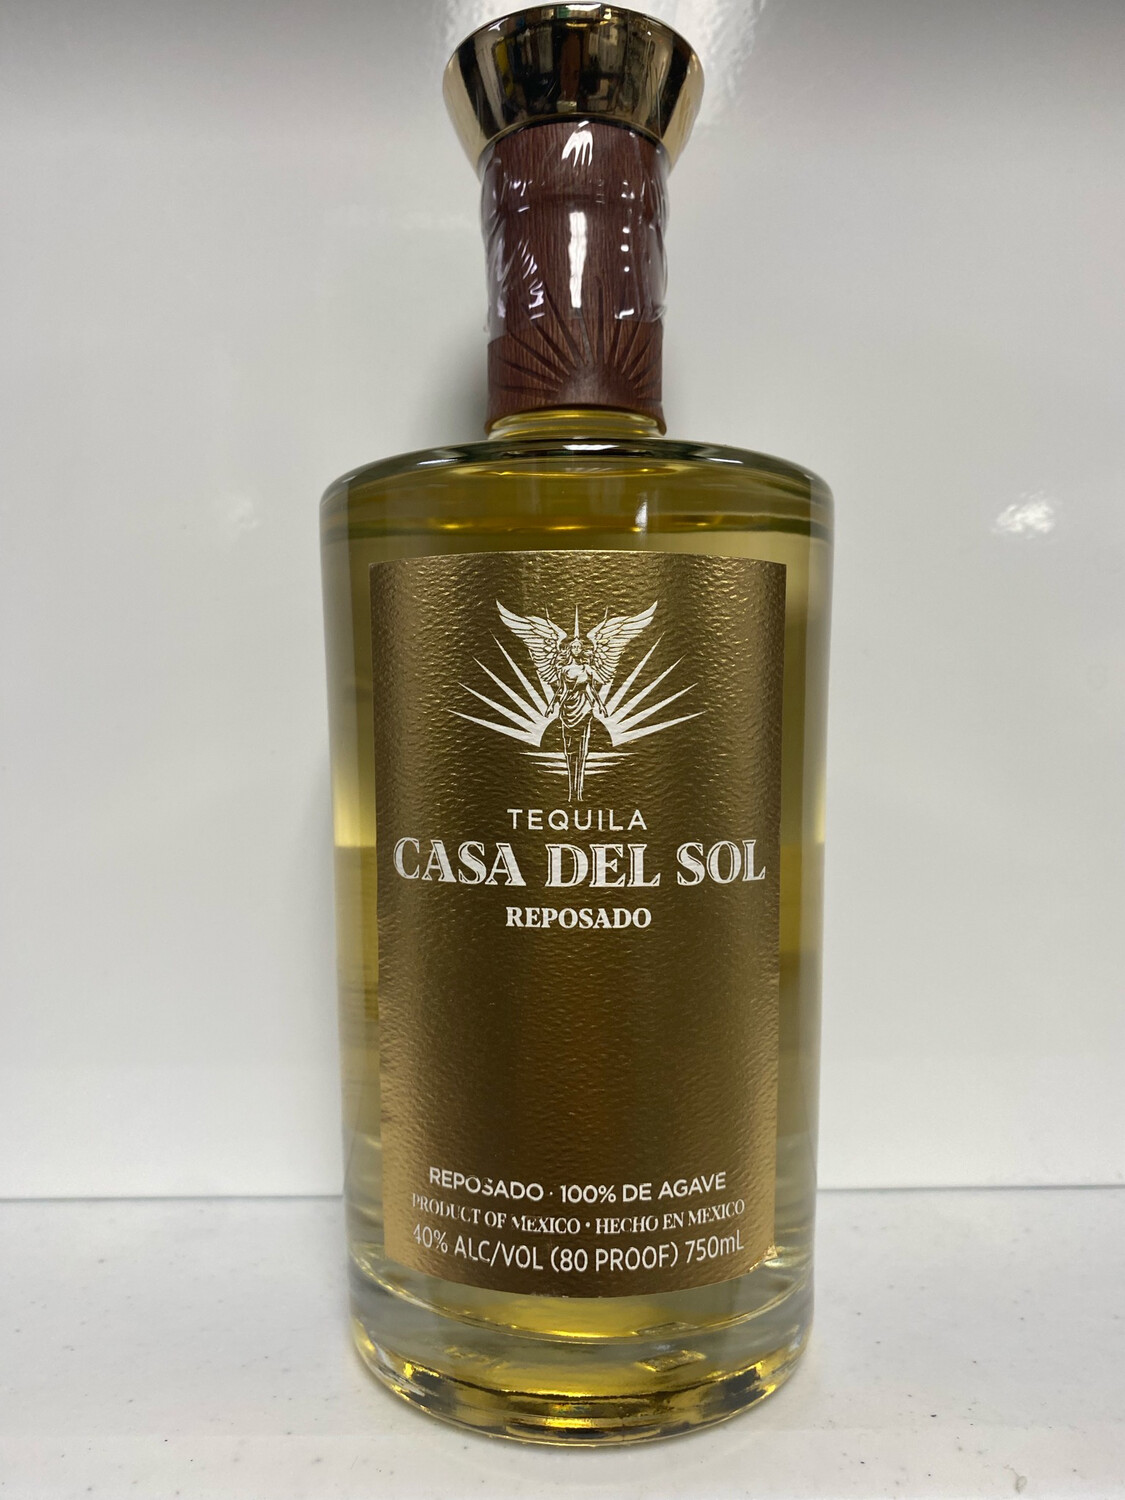 TEQUILA
CASA DEL SOL
REPOSADO
REPOSADO · 100% DE AGAVE
PRODUCT OF MEXICO • HECHO EN MEXICO
40% ALC/VOL (80 PROOF) 750mL